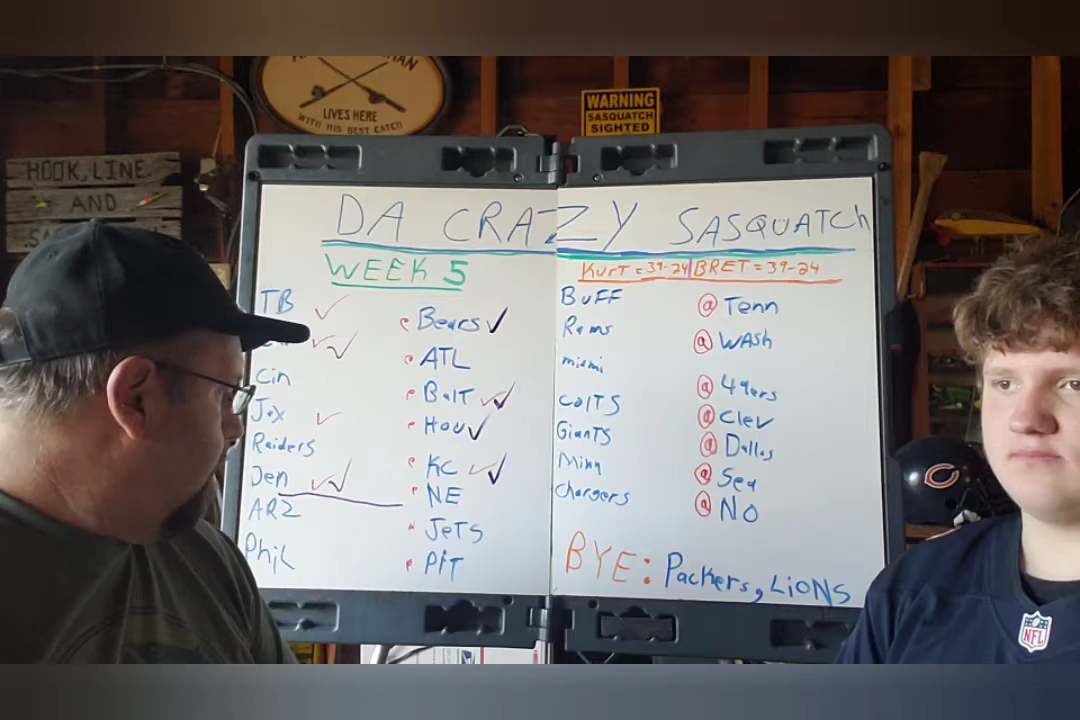 LIVES HERE
WITH HIS BEST CATCH
WARNING
SASQUATCH
SIGHTED
HOOK, LINE
AND
DA CRAZY SASQUATCh
WEEK 5
KurT = 39-24 | BRET = 39-24
TB Bears
ATL
Cin BalT
Jax Hou
Raiders KC
Den NE
ARZ JeTS
Phil PiT
BuFF @ Tenn
Rams @ WAsh
miami @ 49ers
ColTS @ Clev
GianTS @ Dallas
Minn @ Sea
Chargers @ No
BYE: Packers, LiONS
NFL